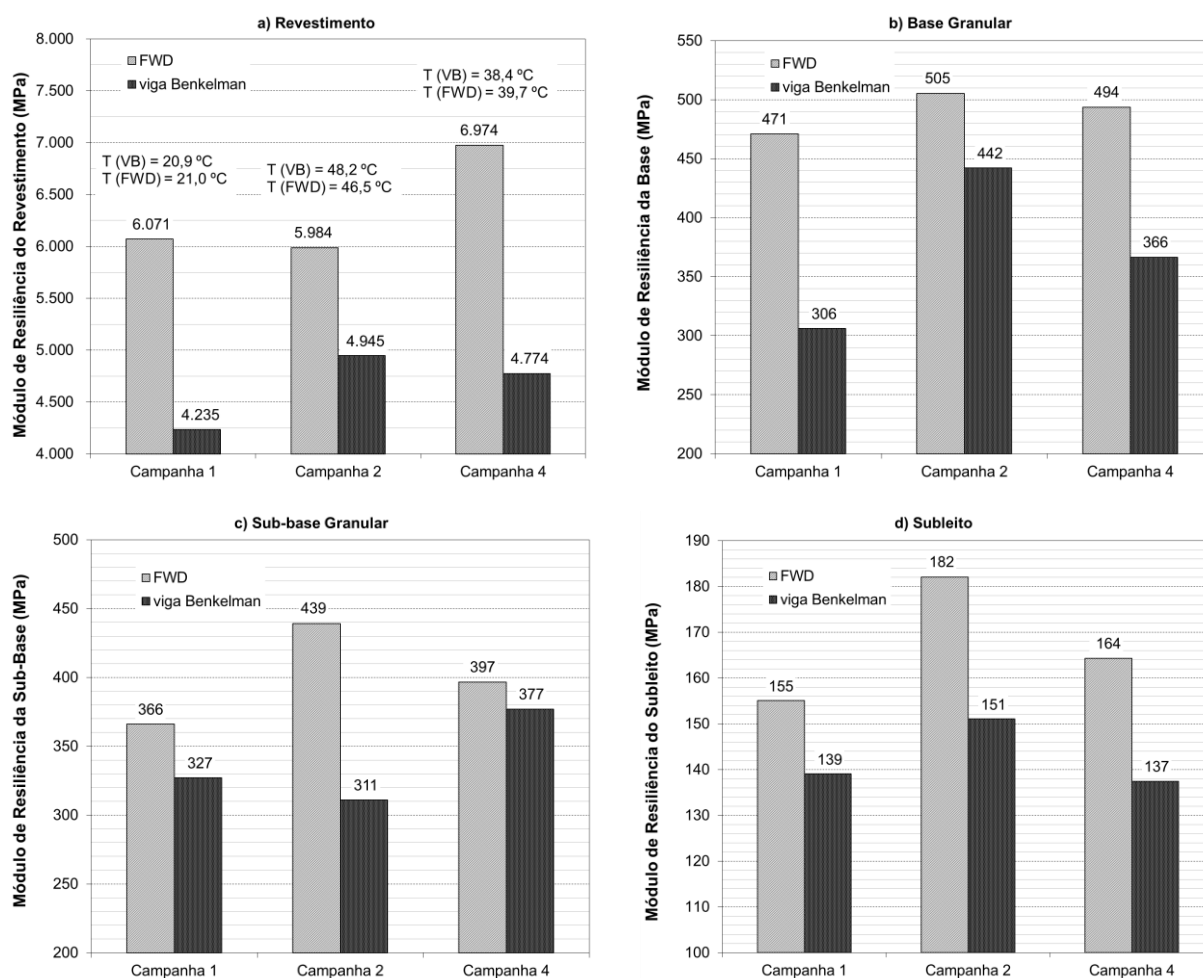 a) Revestimento
Módulo de Resiliência do Revestimento (MPa)
8.000
7.500
7.000
6.500
6.000
5.500
5.000
4.500
4.000
FWD
viga Benkelman
T (VB) = 20,9 ºC
T (FWD) = 21,0 ºC
T (VB) = 48,2 ºC
T (FWD) = 46,5 ºC
T (VB) = 38,4 ºC
T (FWD) = 39,7 ºC
6.071
4.235
5.984
4.945
6.974
4.774
Campanha 1
Campanha 2
Campanha 4
b) Base Granular
Módulo de Resiliência da Base (MPa)
550
500
450
400
350
300
250
200
FWD
viga Benkelman
471
306
505
442
494
366
Campanha 1
Campanha 2
Campanha 4
c) Sub-base Granular
Módulo de Resiliência da Sub-Base (MPa)
500
450
400
350
300
250
200
FWD
viga Benkelman
366
327
439
311
397
377
Campanha 1
Campanha 2
Campanha 4
d) Subleito
Módulo de Resiliência do Subleito (MPa)
190
180
170
160
150
140
130
120
110
100
FWD
viga Benkelman
155
139
182
151
164
137
Campanha 1
Campanha 2
Campanha 4